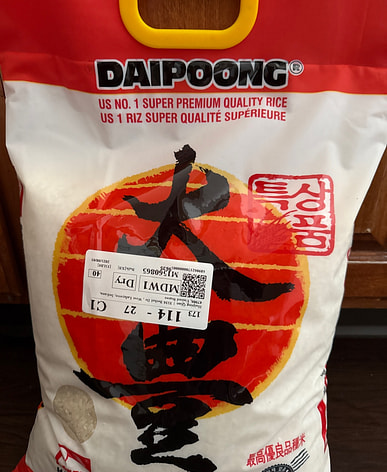 DAIPOONG®
US NO. 1 SUPER PREMIUM QUALITY RICE
US 1 RIZ SUPER QUALITÉ SUPÉRIEURE
특상품
大豊
173
114 - 27 C1
MDW1
Dry
40
MJ560865
最高優良品種米